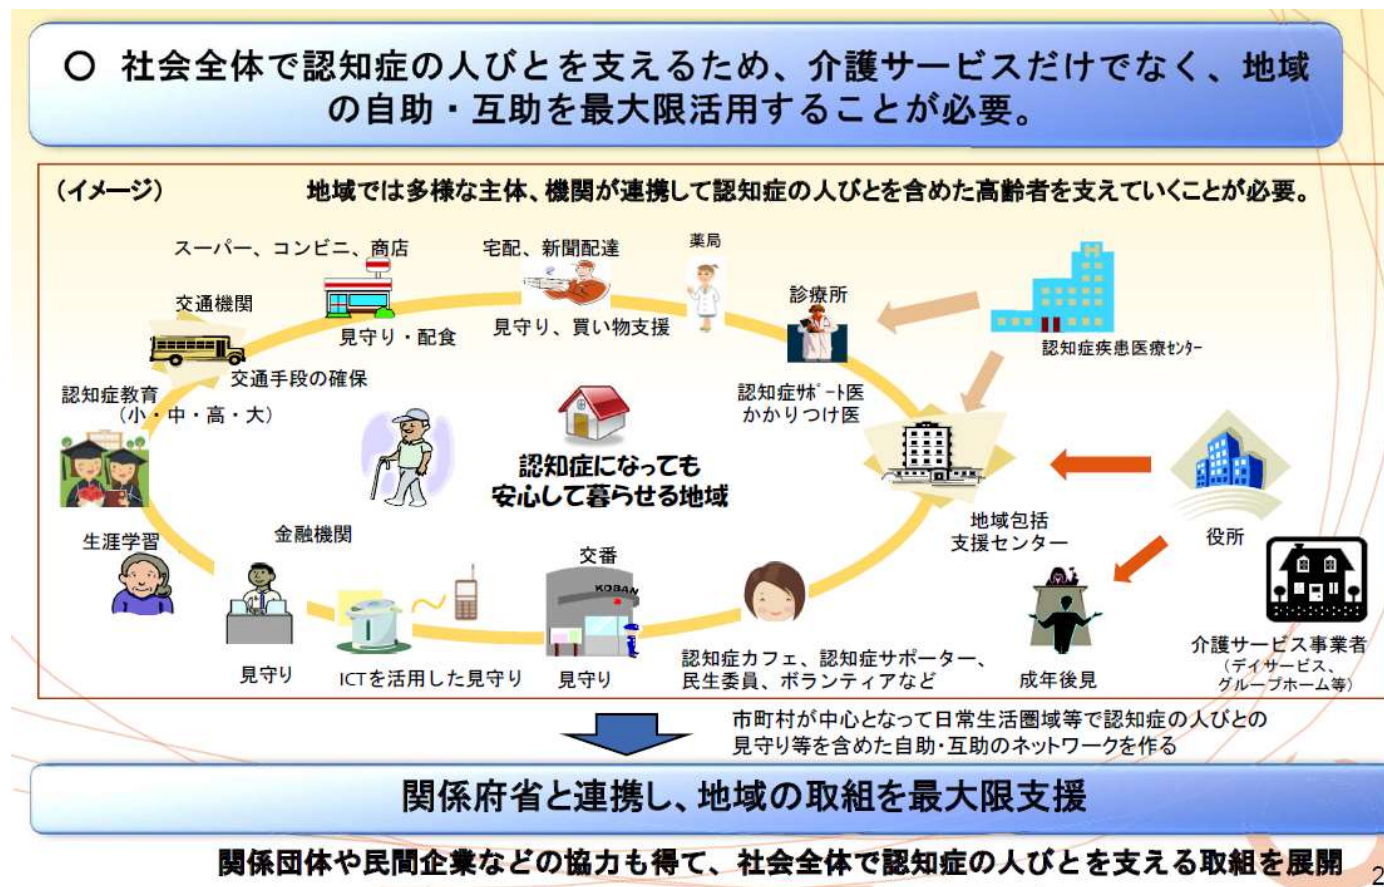 ○ 社会全体で認知症の人びとを支えるため、介護サービスだけでなく、地域
の自助・互助を最大限活用することが必要。
（イメージ）
地域では多様な主体、機関が連携して認知症の人びとを含めた高齢者を支えていくことが必要。
スーパー、コンビニ、商店
見守り・配食
宅配、新聞配達
見守り、買い物支援
薬局
診療所
認知症ｻﾎﾟｰﾄ医
かかりつけ医
認知症疾患医療ｾﾝﾀｰ
交通機関
交通手段の確保
認知症教育
（小・中・高・大）
認知症になっても
安心して暮らせる地域
地域包括
支援センター
役所
生涯学習
金融機関
見守り
ICTを活用した見守り
交番
KOBAN
見守り
認知症カフェ、認知症サポーター、
民生委員、ボランティアなど
成年後見
介護サービス事業者
（デイサービス、
グループホーム等）
市町村が中心となって日常生活圏域等で認知症の人びとの
見守り等を含めた自助・互助のネットワークを作る
関係府省と連携し、地域の取組を最大限支援
関係団体や民間企業などの協力も得て、社会全体で認知症の人びとを支える取組を展開
2